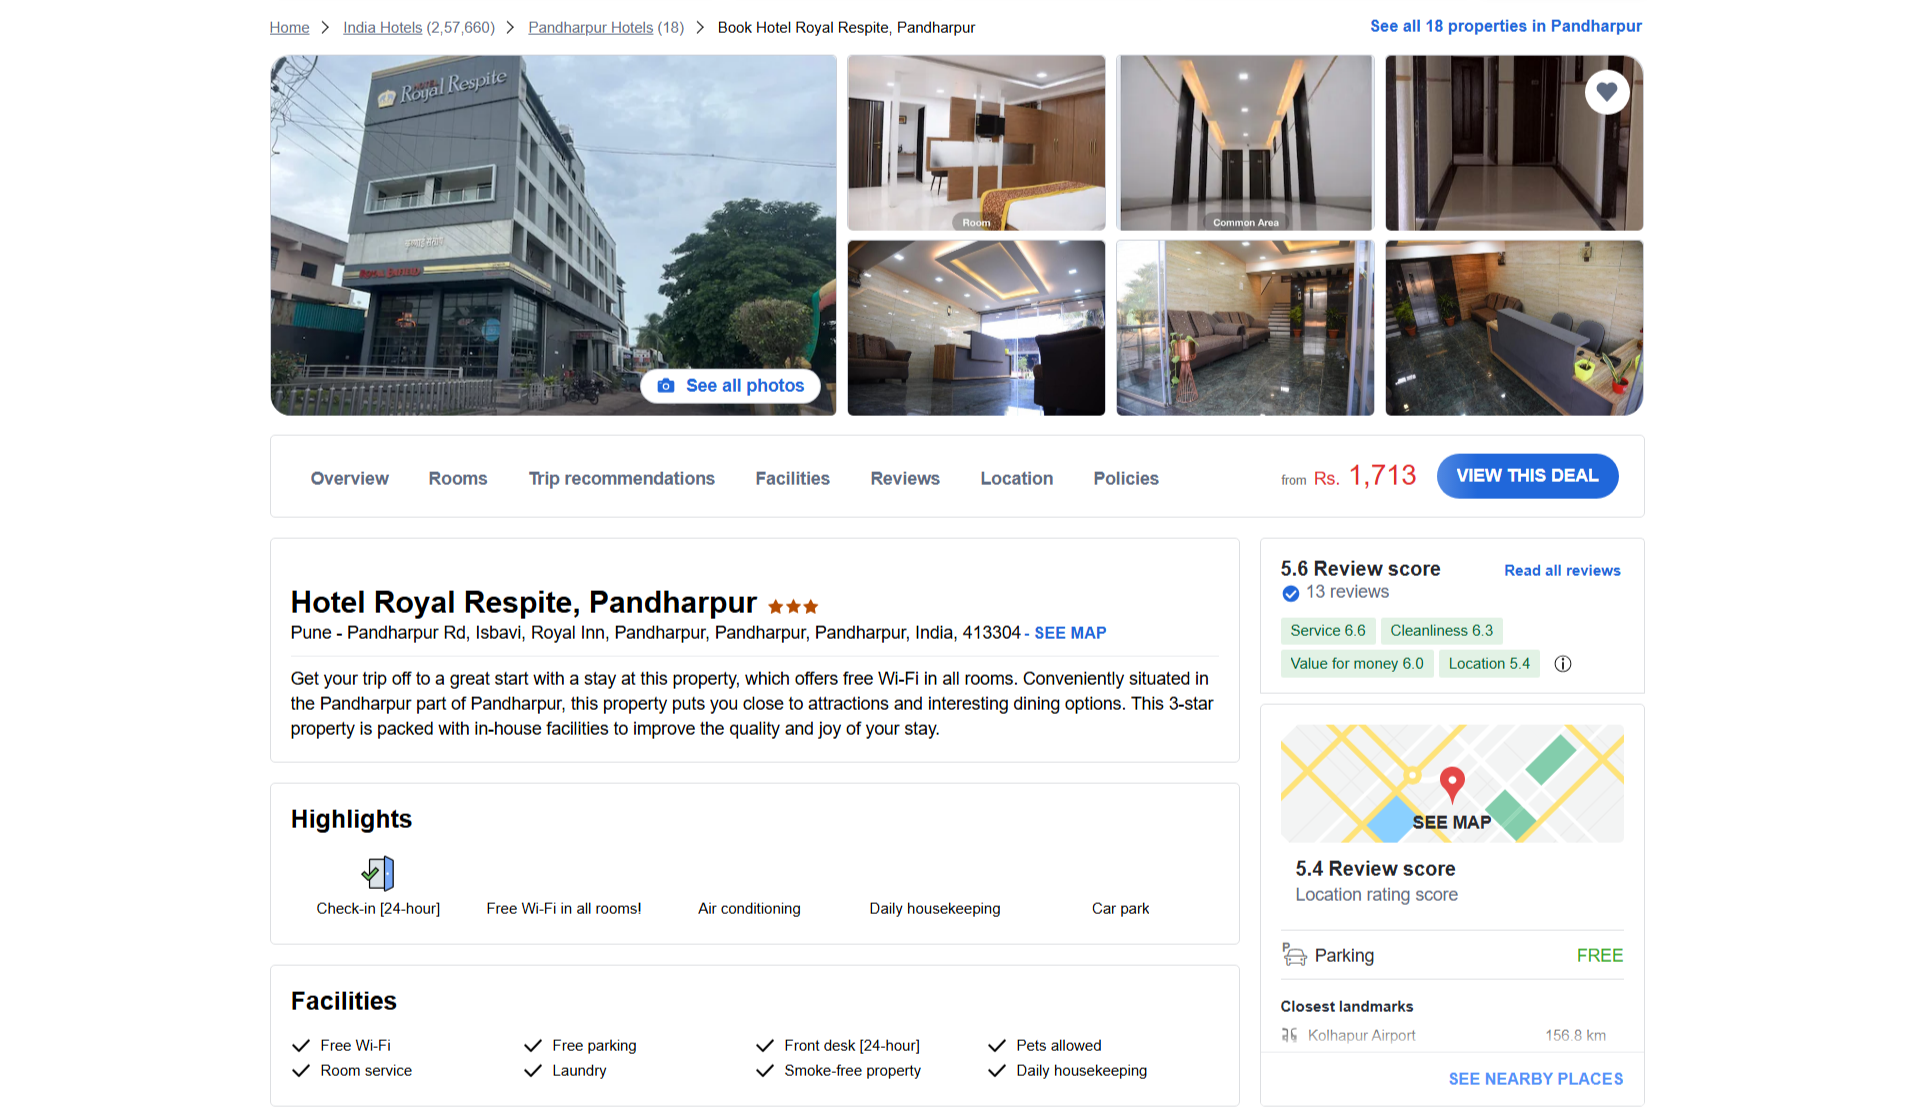 Home > India Hotels (2,57,660) > Pandharpur Hotels (18) > Book Hotel Royal Respite, Pandharpur
See all 18 properties in Pandharpur
HOTEL
Royal Respite
ROYAL ENFIELD
See all photos
Room
Common Area
Overview
Rooms
Trip recommendations
Facilities
Reviews
Location
Policies
from Rs. 1,713
VIEW THIS DEAL
Hotel Royal Respite, Pandharpur
Pune - Pandharpur Rd, Isbavi, Royal Inn, Pandharpur, Pandharpur, Pandharpur, India, 413304 - SEE MAP
Get your trip off to a great start with a stay at this property, which offers free Wi-Fi in all rooms. Conveniently situated in
the Pandharpur part of Pandharpur, this property puts you close to attractions and interesting dining options. This 3-star
property is packed with in-house facilities to improve the quality and joy of your stay.
Highlights
Check-in [24-hour]
Free Wi-Fi in all rooms!
Air conditioning
Daily housekeeping
Car park
Facilities
Free Wi-Fi
Free parking
Front desk [24-hour]
Pets allowed
Room service
Laundry
Smoke-free property
Daily housekeeping
5.6 Review score
Read all reviews
13 reviews
Service 6.6
Cleanliness 6.3
Value for money 6.0
Location 5.4
SEE MAP
5.4 Review score
Location rating score
P
Parking
FREE
Closest landmarks
Kolhapur Airport
156.8 km
SEE NEARBY PLACES